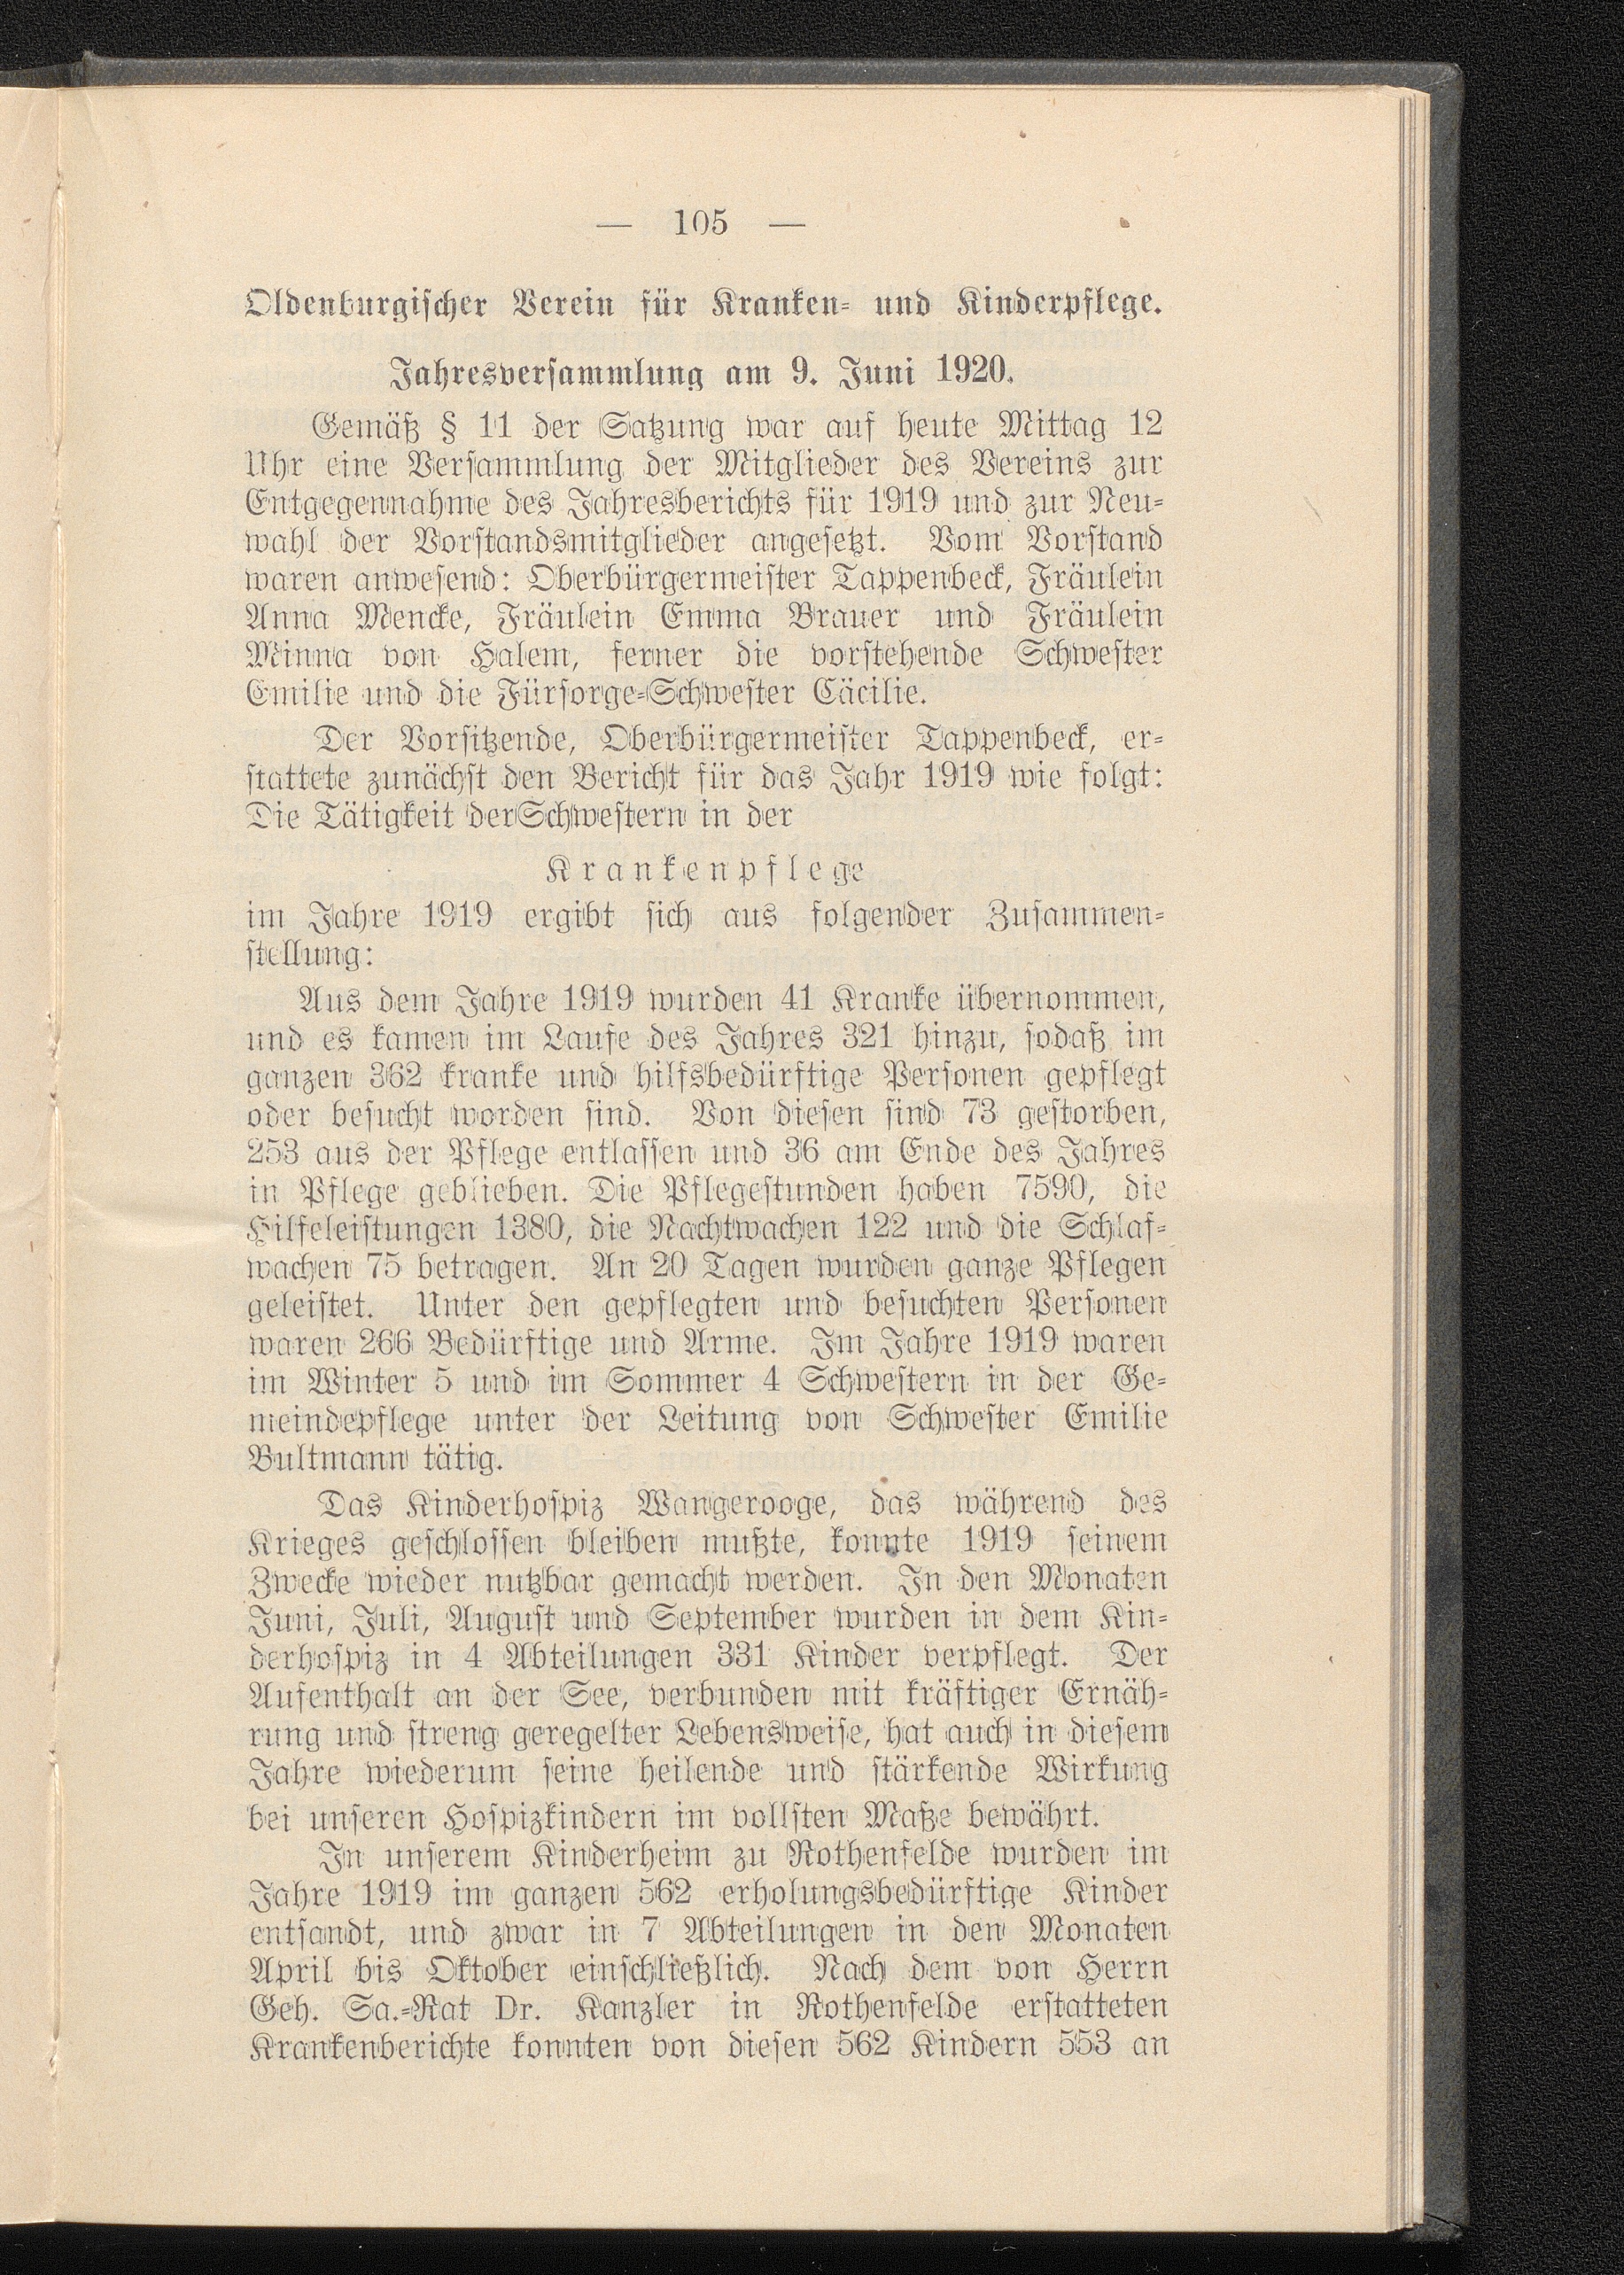 — 105 —
Oldenburgischer Verein für Kranken- und Kinderpflege.
Jahresversammlung am 9. Juni 1920.
Gemäß § 11 der Satzung war auf heute Mittag 12
Uhr eine Versammlung der Mitglieder des Vereins zur
Entgegennahme des Jahresberichts für 1919 und zur Neu-
wahl der Vorstandsmitglieder angesetzt. Vom Vorstand
waren anwesend: Oberbürgermeister Tappenbeck, Fräulein
Anna Mencke, Fräulein Emma Brauer und Fräulein
Minna von Halem, ferner die vorstehende Schwester
Emilie und die Fürsorge-Schwester Cäcilie.
Der Vorsitzende, Oberbürgermeister Tappenbeck, er-
stattete zunächst den Bericht für das Jahr 1919 wie folgt:
Die Tätigkeit derSchwestern in der
Krankenpflege
im Jahre 1919 ergibt sich aus folgender Zusammen-
stellung:
Aus dem Jahre 1919 wurden 41 Kranke übernommen,
und es kamen im Laufe des Jahres 321 hinzu, sodaß im
ganzen 362 kranke und hilfsbedürftige Personen gepflegt
oder besucht worden sind. Von diesen sind 73 gestorben,
253 aus der Pflege entlassen und 36 am Ende des Jahres
in Pflege geblieben. Die Pflegestunden haben 7590, die
Hilfeleistungen 1380, die Nachtwachen 122 und die Schlaf-
wachen 75 betragen. An 20 Tagen wurden ganze Pflegen
geleistet. Unter den gepflegten und besuchten Personen
waren 266 Bedürftige und Arme. Im Jahre 1919 waren
im Winter 5 und im Sommer 4 Schwestern in der Ge-
meindepflege unter der Leitung von Schwester Emilie
Bultmann tätig.
Das Kinderhospiz Wangerooge, das während des
Krieges geschlossen bleiben mußte, konnte 1919 seinem
Zwecke wieder nutzbar gemacht werden. In den Monaten
Juni, Juli, August und September wurden in dem Kin-
derhospiz in 4 Abteilungen 331 Kinder verpflegt. Der
Aufenthalt an der See, verbunden mit kräftiger Ernäh-
rung und streng geregelter Lebensweise, hat auch in diesem
Jahre wiederum seine heilende und stärkende Wirkung
bei unseren Hospizkindern im vollsten Maße bewährt.
In unserem Kinderheim zu Rothenfelde wurden im
Jahre 1919 im ganzen 562 erholungsbedürftige Kinder
entsandt, und zwar in 7 Abteilungen in den Monaten
April bis Oktober einschließlich. Nach dem von Herrn
Geh. Sa.-Rat Dr. Kanzler in Rothenfelde erstatteten
Krankenberichte konnten von diesen 562 Kindern 553 an